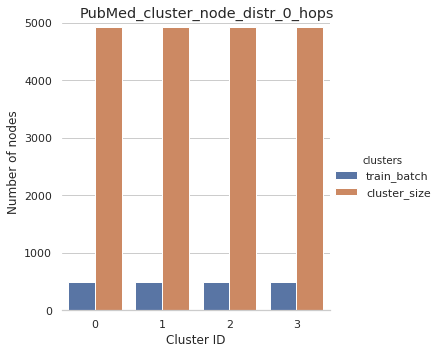 PubMed_cluster_node_distr_0_hops
5000
4000
3000
2000
1000
0
Number of nodes
0 1 2 3
Cluster ID
clusters
train_batch
cluster_size